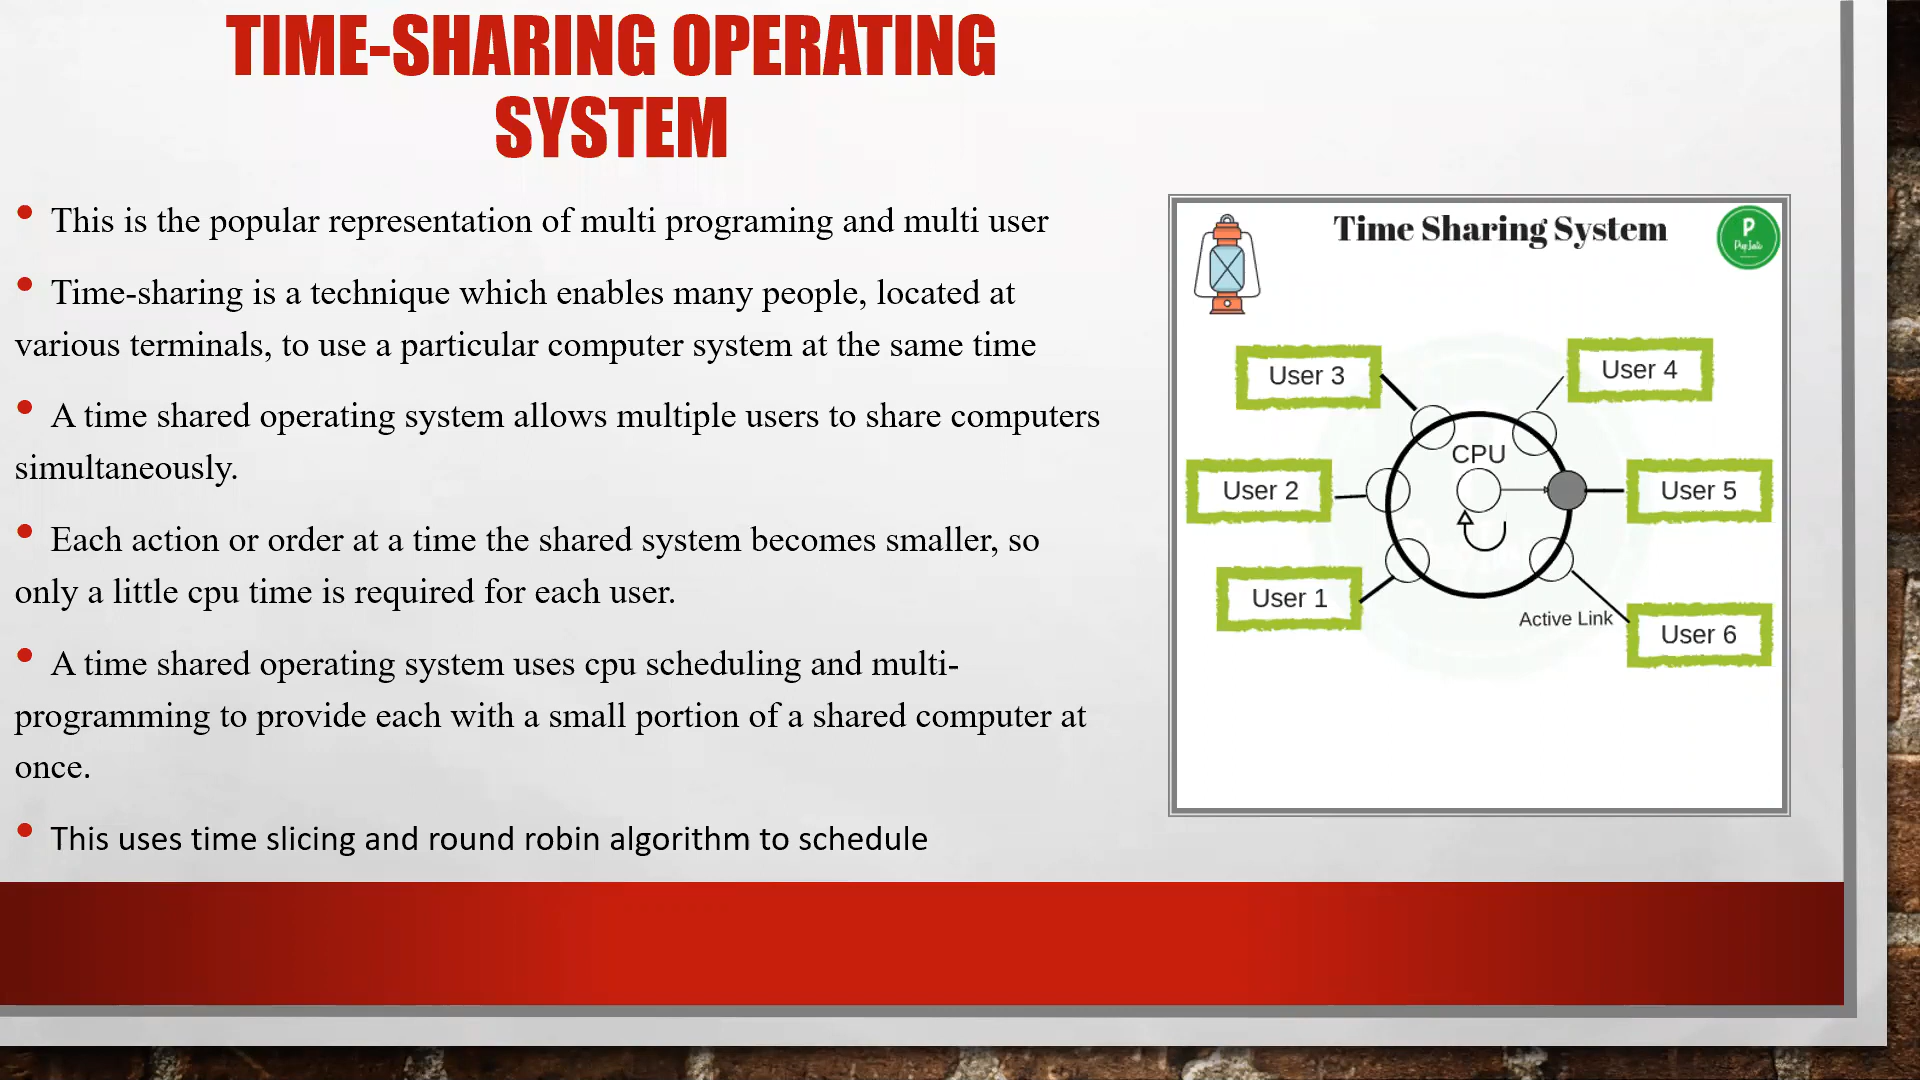 TIME-SHARING OPERATING
SYSTEM
• This is the popular representation of multi programing and multi user
• Time-sharing is a technique which enables many people, located at
various terminals, to use a particular computer system at the same time
• A time shared operating system allows multiple users to share computers
simultaneously.
• Each action or order at a time the shared system becomes smaller, so
only a little cpu time is required for each user.
• A time shared operating system uses cpu scheduling and multi-
programming to provide each with a small portion of a shared computer at
once.
• This uses time slicing and round robin algorithm to schedule
Time Sharing System
P
User 3
User 4
CPU
User 2
User 5
User 1
Active Link
User 6